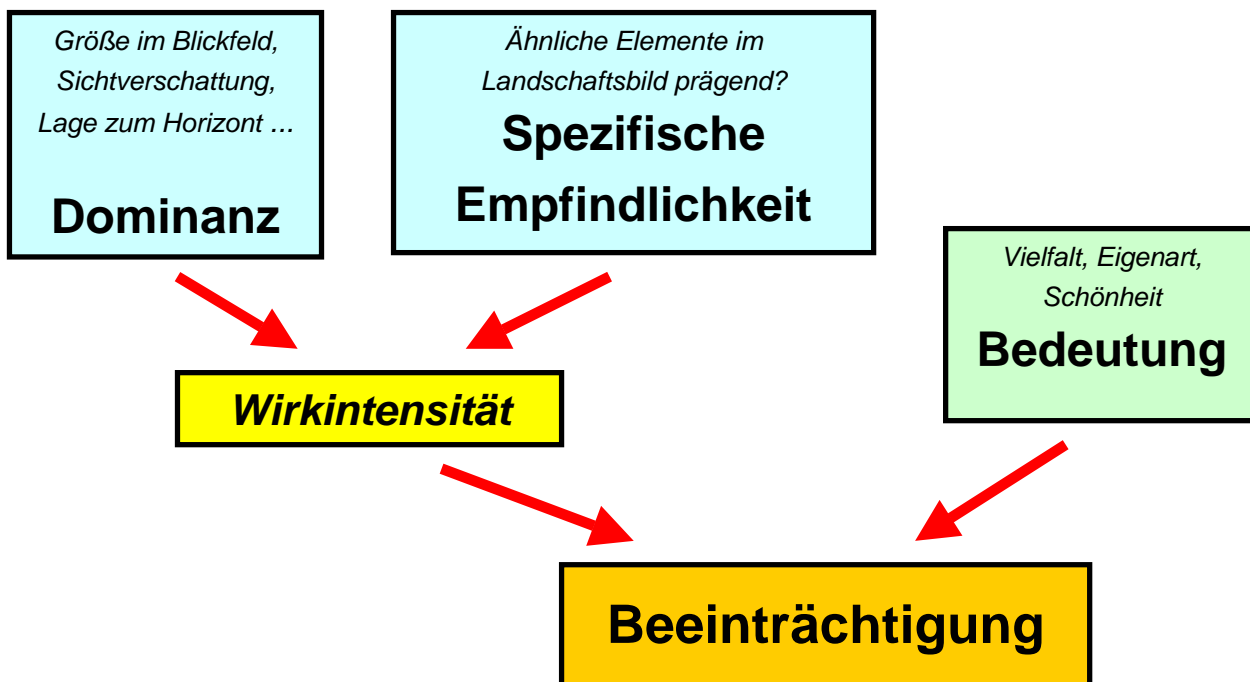 Größe im Blickfeld,
Sichtverschattung,
Lage zum Horizont ...
Dominanz
Ähnliche Elemente im
Landschaftsbild prägend?
Spezifische
Empfindlichkeit
Vielfalt, Eigenart,
Schönheit
Bedeutung
Wirkintensität
Beeinträchtigung